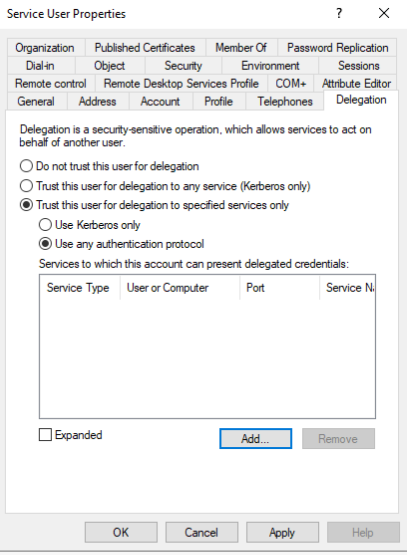 Service User Properties
?
Organization Published Certificates Member Of Password Replication
Dial-in Object Security Environment Sessions
Remote control Remote Desktop Services Profile COM+ Attribute Editor
General Address Account Profile Telephones Delegation
Delegation is a security-sensitive operation, which allows services to act on
behalf of another user.
Do not trust this user for delegation
Trust this user for delegation to any service (Kerberos only)
Trust this user for delegation to specified services only
Use Kerberos only
Use any authentication protocol
Services to which this account can present delegated credentials:
Service Type User or Computer Port Service N
Expanded
Add... Remove
OK Cancel Apply Help